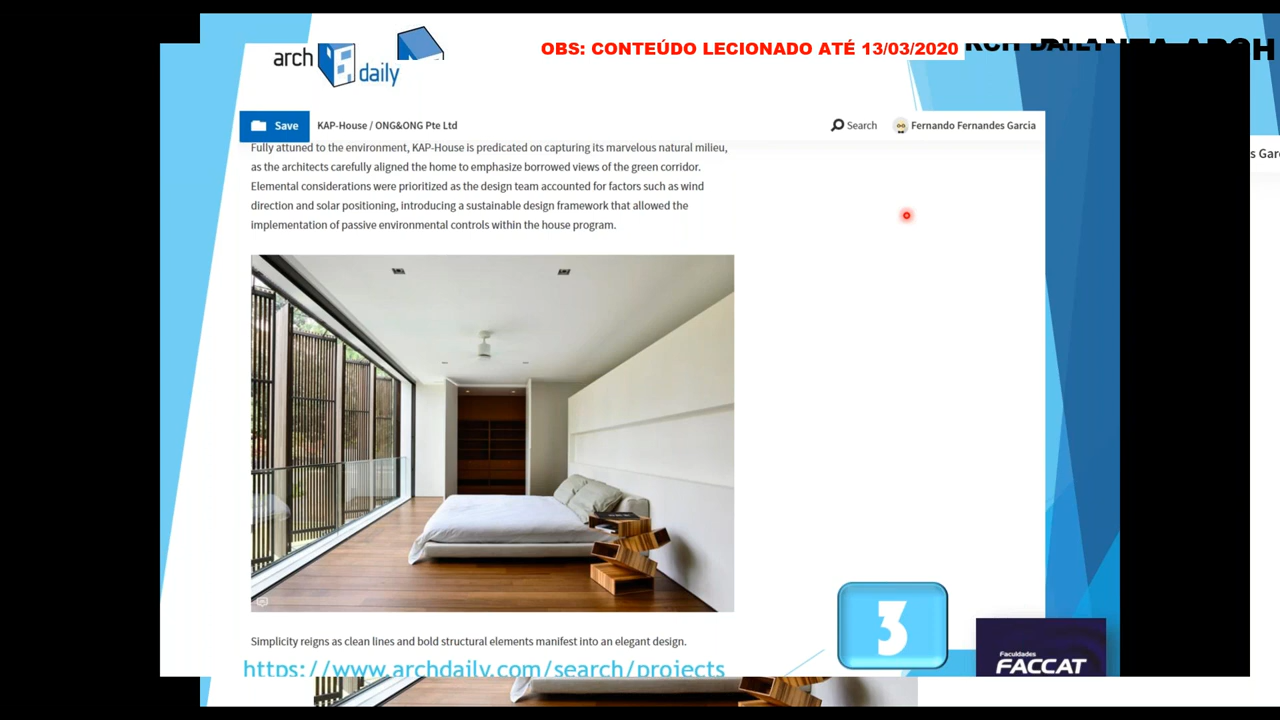 arch daily
OBS: CONTEÚDO LECIONADO ATÉ 13/03/2020
Save
KAP-House / ONG&ONG Pte Ltd
Search
Fernando Fernandes Garcia
Fully attuned to the environment, KAP-House is predicated on capturing its marvelous natural milieu,
as the architects carefully aligned the home to emphasize borrowed views of the green corridor.
Elemental considerations were prioritized as the design team accounted for factors such as wind
direction and solar positioning, introducing a sustainable design framework that allowed the
implementation of passive environmental controls within the house program.
Simplicity reigns as clean lines and bold structural elements manifest into an elegant design.
https://www.archdaily.com/search/projects
3
Faculdades
FACCAT